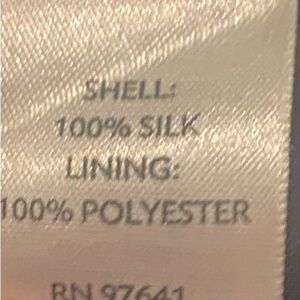 SHELL:
100% SILK
LINING:
100% POLYESTER
RN 97641